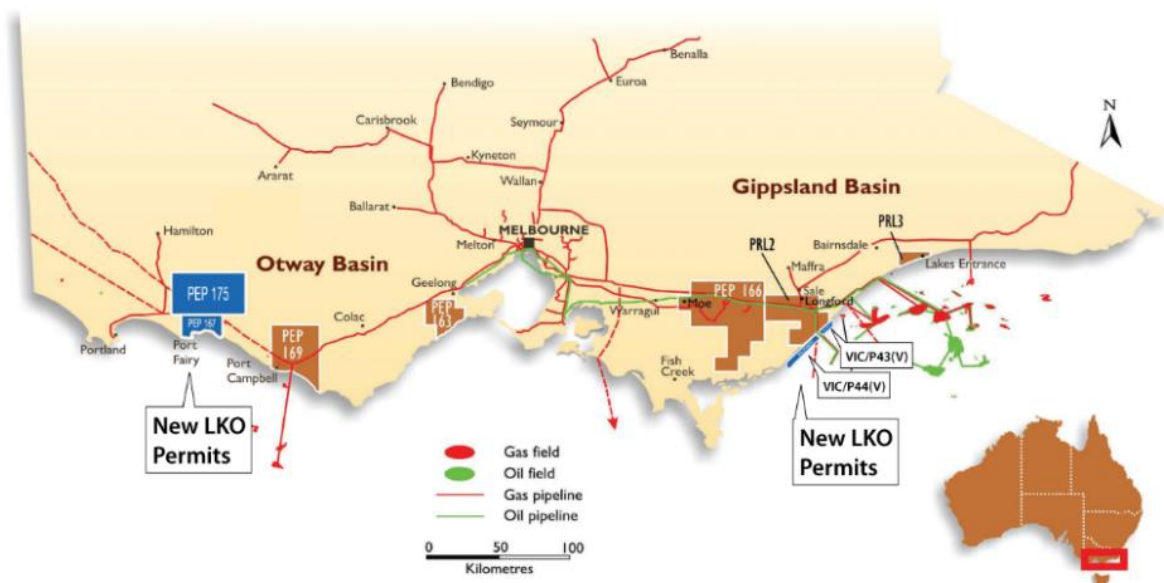 Benalla
Euroa
Bendigo
Seymour
Carisbrook
Kyneton
Ararat
Wallan
Ballarat
Hamilton
Melton
MELBOURNE
Gippsland Basin
PRL3
PRL2
Bairnsdale
Lakes Entrance
Maffra
Otway Basin
Geelong
PEP 175
PEP 167
PEP
163
PEP 166
Sale
Longford
Moe
Warragul
Colac
PEP
169
Portland
Port
Fairy
Port
Campbell
Fish
Creek
VIC/P43(V)
VIC/P44(V)
New LKO
Permits
New LKO
Permits
Gas field
Oil field
Gas pipeline
Oil pipeline
0 50 100
Kilometres
N